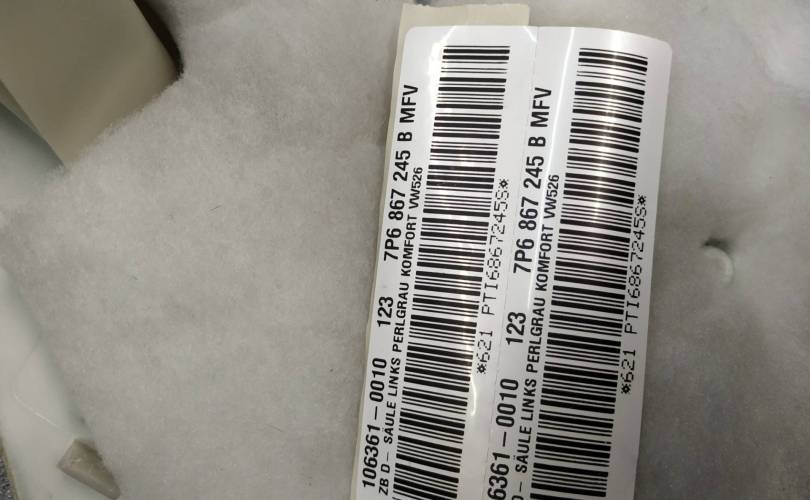 106361-0010 123 7P6 867 245 B MFV
ZB D- SÄULE LINKS PERLGRAU KOMFORT VW526
*621 PTI6867245S*
6361-0010 123 7P6 867 245 B MFV
D- SÄULE LINKS PERLGRAU KOMFORT VW526
*621 PTI6867245S*